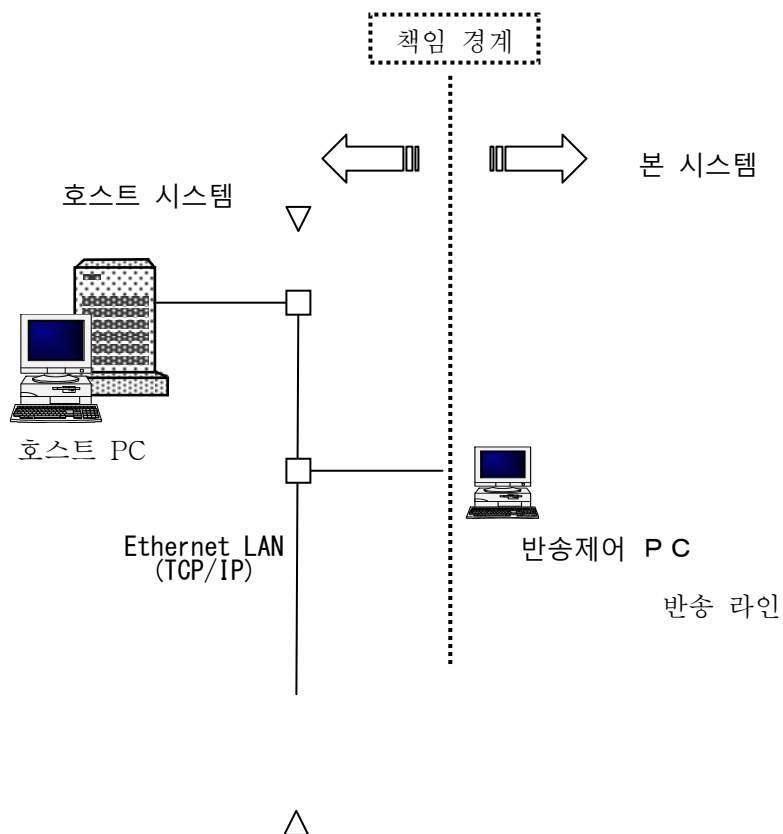 책임 경계
본 시스템
호스트 시스템
호스트 PC
Ethernet LAN
(TCP/IP)
반송제어 ＰＣ
반송 라인